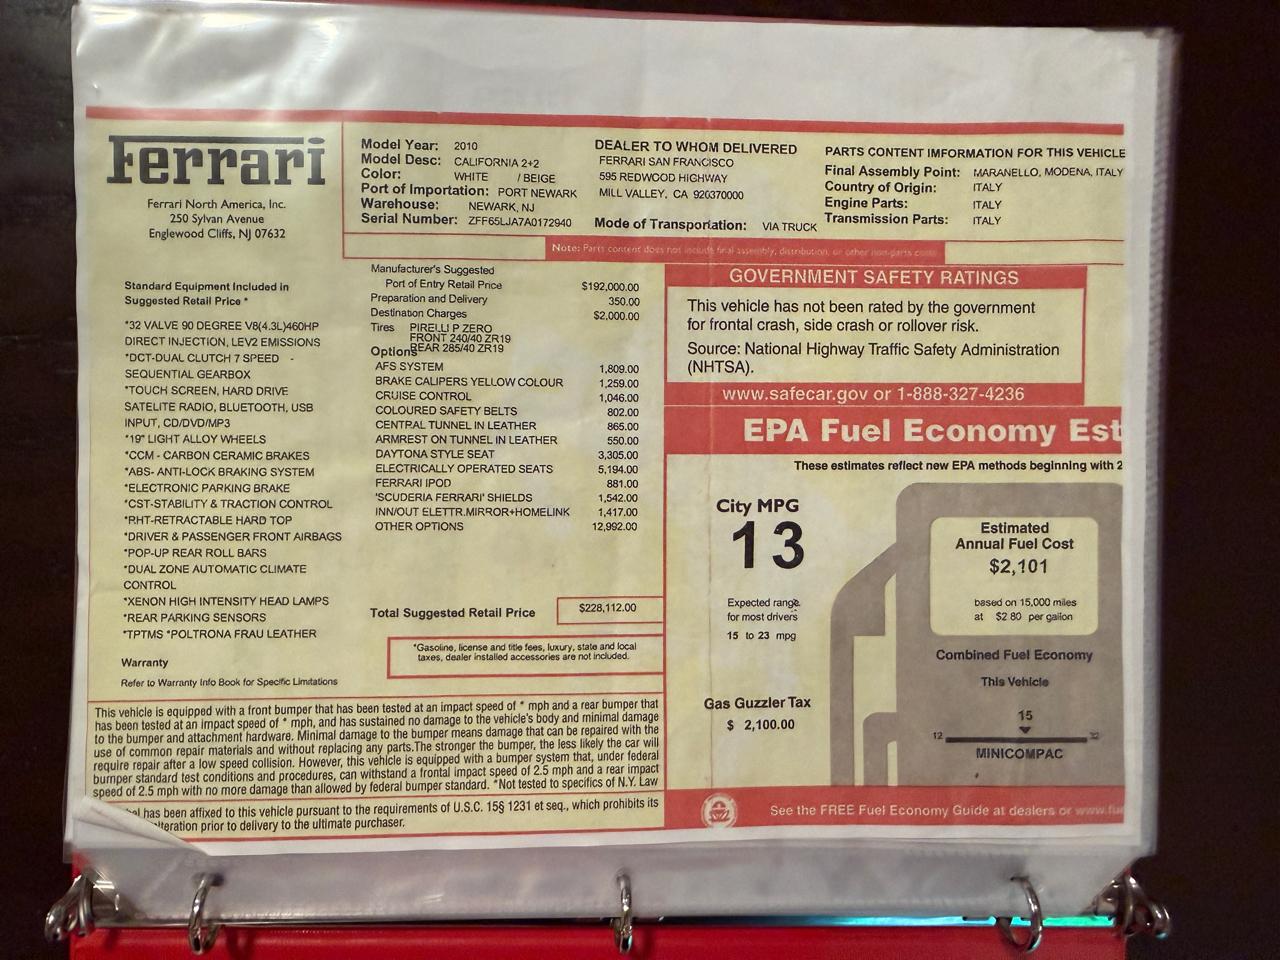 Ferrari
Ferrari North America, Inc.
250 Sylvan Avenue
Englewood Cliffs, NJ 07632
Model Year: 2010
Model Desc: CALIFORNIA 2+2
Color: WHITE / BEIGE
Port of Importation: PORT NEWARK
Warehouse: NEWARK, NJ
Serial Number: ZFF65LJA7A0172940
DEALER TO WHOM DELIVERED
FERRARI SAN FRANCISCO
595 REDWOOD HIGHWAY
MILL VALLEY, CA 920370000
Mode of Transportation: VIA TRUCK
PARTS CONTENT IMFORMATION FOR THIS VEHICLE
Final Assembly Point: MARANELLO, MODENA, ITALY
Country of Origin: ITALY
Engine Parts: ITALY
Transmission Parts: ITALY
Note: Parts content does not include final assembly, distribution, or other non-parts costs
Standard Equipment Included in
Suggested Retail Price *
*32 VALVE 90 DEGREE V8(4.3L)460HP
DIRECT INJECTION, LEV2 EMISSIONS
*DCT-DUAL CLUTCH 7 SPEED -
SEQUENTIAL GEARBOX
*TOUCH SCREEN, HARD DRIVE
SATELITE RADIO, BLUETOOTH, USB
INPUT, CD/DVD/MP3
*19" LIGHT ALLOY WHEELS
*CCM - CARBON CERAMIC BRAKES
*ABS- ANTI-LOCK BRAKING SYSTEM
*ELECTRONIC PARKING BRAKE
*CST-STABILITY & TRACTION CONTROL
*RHT-RETRACTABLE HARD TOP
*DRIVER & PASSENGER FRONT AIRBAGS
*POP-UP REAR ROLL BARS
*DUAL ZONE AUTOMATIC CLIMATE
CONTROL
*XENON HIGH INTENSITY HEAD LAMPS
*REAR PARKING SENSORS
*TPTMS *POLTRONA FRAU LEATHER
Warranty
Refer to Warranty Info Book for Specific Limitations
Manufacturer's Suggested
Port of Entry Retail Price $192,000.00
Preparation and Delivery 350.00
Destination Charges $2,000.00
Tires PIRELLI P ZERO
FRONT 240/40 ZR19
REAR 285/40 ZR19
Options
AFS SYSTEM 1,809.00
BRAKE CALIPERS YELLOW COLOUR 1,259.00
CRUISE CONTROL 1,046.00
COLOURED SAFETY BELTS 802.00
CENTRAL TUNNEL IN LEATHER 865.00
ARMREST ON TUNNEL IN LEATHER 550.00
DAYTONA STYLE SEAT 3,305.00
ELECTRICALLY OPERATED SEATS 5,194.00
FERRARI IPOD 881.00
'SCUDERIA FERRARI' SHIELDS 1,542.00
INN/OUT ELETTR.MIRROR+HOMELINK 1,417.00
OTHER OPTIONS 12,992.00
Total Suggested Retail Price $228,112.00
*Gasoline, license and title fees, luxury, state and local
taxes, dealer installed accessories are not included.
GOVERNMENT SAFETY RATINGS
This vehicle has not been rated by the government
for frontal crash, side crash or rollover risk.
Source: National Highway Traffic Safety Administration
(NHTSA).
www.safecar.gov or 1-888-327-4236
EPA Fuel Economy Est
These estimates reflect new EPA methods beginning with 2
City MPG
13
Expected range
for most drivers
15 to 23 mpg
Gas Guzzler Tax
$ 2,100.00
Estimated
Annual Fuel Cost
$2,101
based on 15,000 miles
at $2 80 per gallon
Combined Fuel Economy
This Vehicle
15
12
MINICOMPAC
See the FREE Fuel Economy Guide at dealers or www.fue
This vehicle is equipped with a front bumper that has been tested at an impact speed of * mph and a rear bumper that
has been tested at an impact speed of * mph, and has sustained no damage to the vehicle's body and minimal damage
to the bumper and attachment hardware. Minimal damage to the bumper means damage that can be repaired with the
use of common repair materials and without replacing any parts.The stronger the bumper, the less likely the car will
require repair after a low speed collision. However, this vehicle is equipped with a bumper system that, under federal
bumper standard test conditions and procedures, can withstand a frontal impact speed of 2.5 mph and a rear impact
speed of 2.5 mph with no more damage than allowed by federal bumper standard. *Not tested to specifics of N.Y. Law
has been affixed to this vehicle pursuant to the requirements of U.S.C. 15§ 1231 et seq., which prohibits its
alteration prior to delivery to the ultimate purchaser.